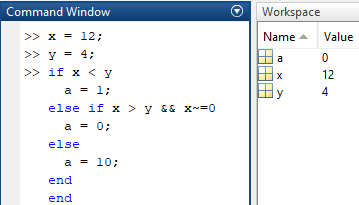 Command Window
>> x = 12;
>> y = 4;
>> if x < y
a = 1;
else if x > y && x~=0
a = 0;
else
a = 10;
end
end
Workspace
Name Value
a 0
x 12
y 4